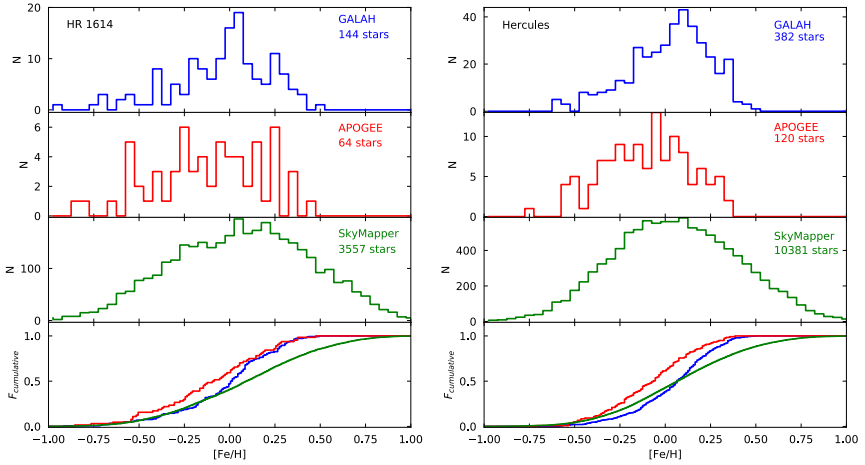 20
10
0
N
HR 1614
GALAH
144 stars
6
4
2
0
N
APOGEE
64 stars
100
0
N
SkyMapper
3557 stars
1.0
0.5
0.0
F_cumulative
−1.00 −0.75 −0.50 −0.25 0.00 0.25 0.50 0.75 1.00
[Fe/H]
40
20
0
N
Hercules
GALAH
382 stars
10
5
0
N
APOGEE
120 stars
400
200
0
N
SkyMapper
10381 stars
1.0
0.5
0.0
F_cumulative
−1.00 −0.75 −0.50 −0.25 0.00 0.25 0.50 0.75 1.00
[Fe/H]